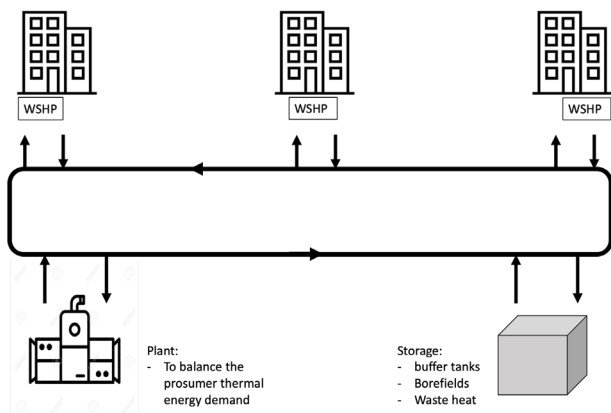 WSHP
WSHP
WSHP
Plant:
- To balance the
prosumer thermal
energy demand
Storage:
- buffer tanks
- Borefields
- Waste heat